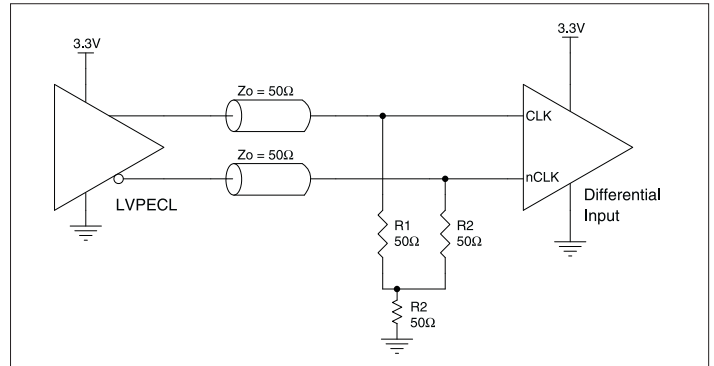 3.3V
3.3V
Zo = 50Ω
CLK
Zo = 50Ω
nCLK
LVPECL
Differential
Input
R1
50Ω
R2
50Ω
R2
50Ω